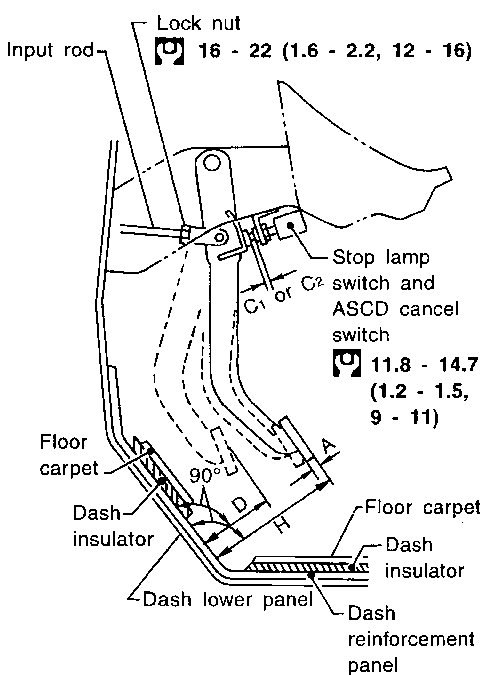 Lock nut
Input rod
16 - 22 (1.6 - 2.2, 12 - 16)
Stop lamp
switch and
ASCD cancel
switch
C1 or C2
11.8 - 14.7
(1.2 - 1.5,
9 - 11)
Floor
carpet
90°
A
D
H
Dash
insulator
Floor carpet
Dash
insulator
Dash lower panel
Dash
reinforcement
panel